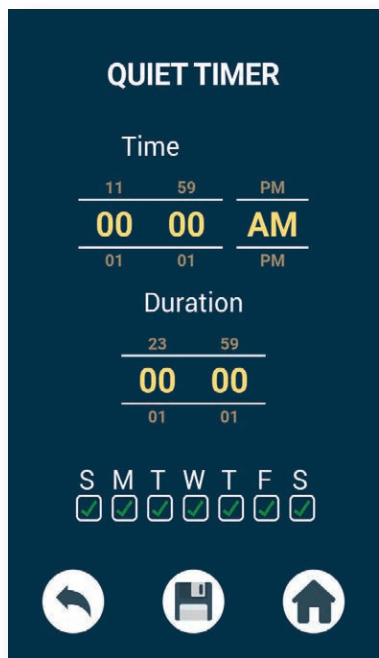 QUIET TIMER
Time
11 59 PM
00 00 AM
01 01 PM
Duration
23 59
00 00
01 01
S M T W T F S